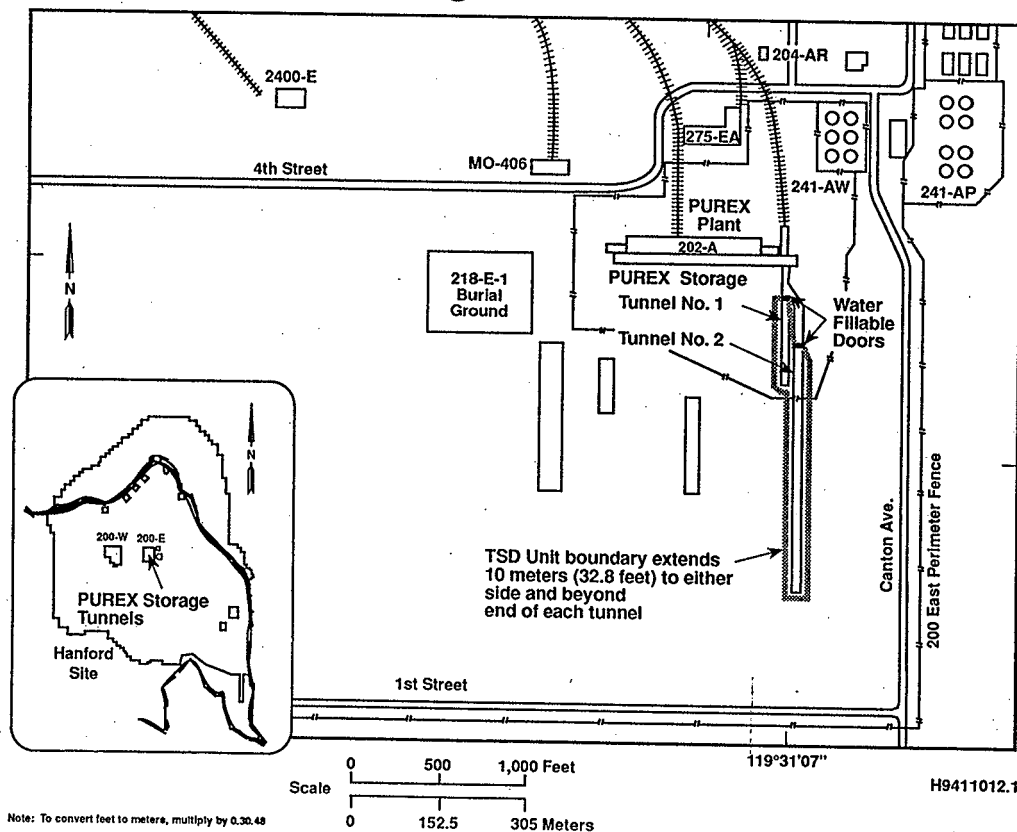 204-AR
2400-E
275-EA
MO-406
4th Street
241-AW
241-AP
PUREX
Plant
202-A
218-E-1
Burial
Ground
PUREX Storage
Tunnel No. 1
Tunnel No. 2
Water
Fillable
Doors
N
N
200-W
200-E
PUREX Storage
Tunnels
Hanford
Site
TSD Unit boundary extends
10 meters (32.8 feet) to either
side and beyond
end of each tunnel
Canton Ave.
200 East Perimeter Fence
1st Street
119°31'07"
Scale
0 500 1,000 Feet
0 152.5 305 Meters
H9411012.1
Note: To convert feet to meters, multiply by 0.30.48